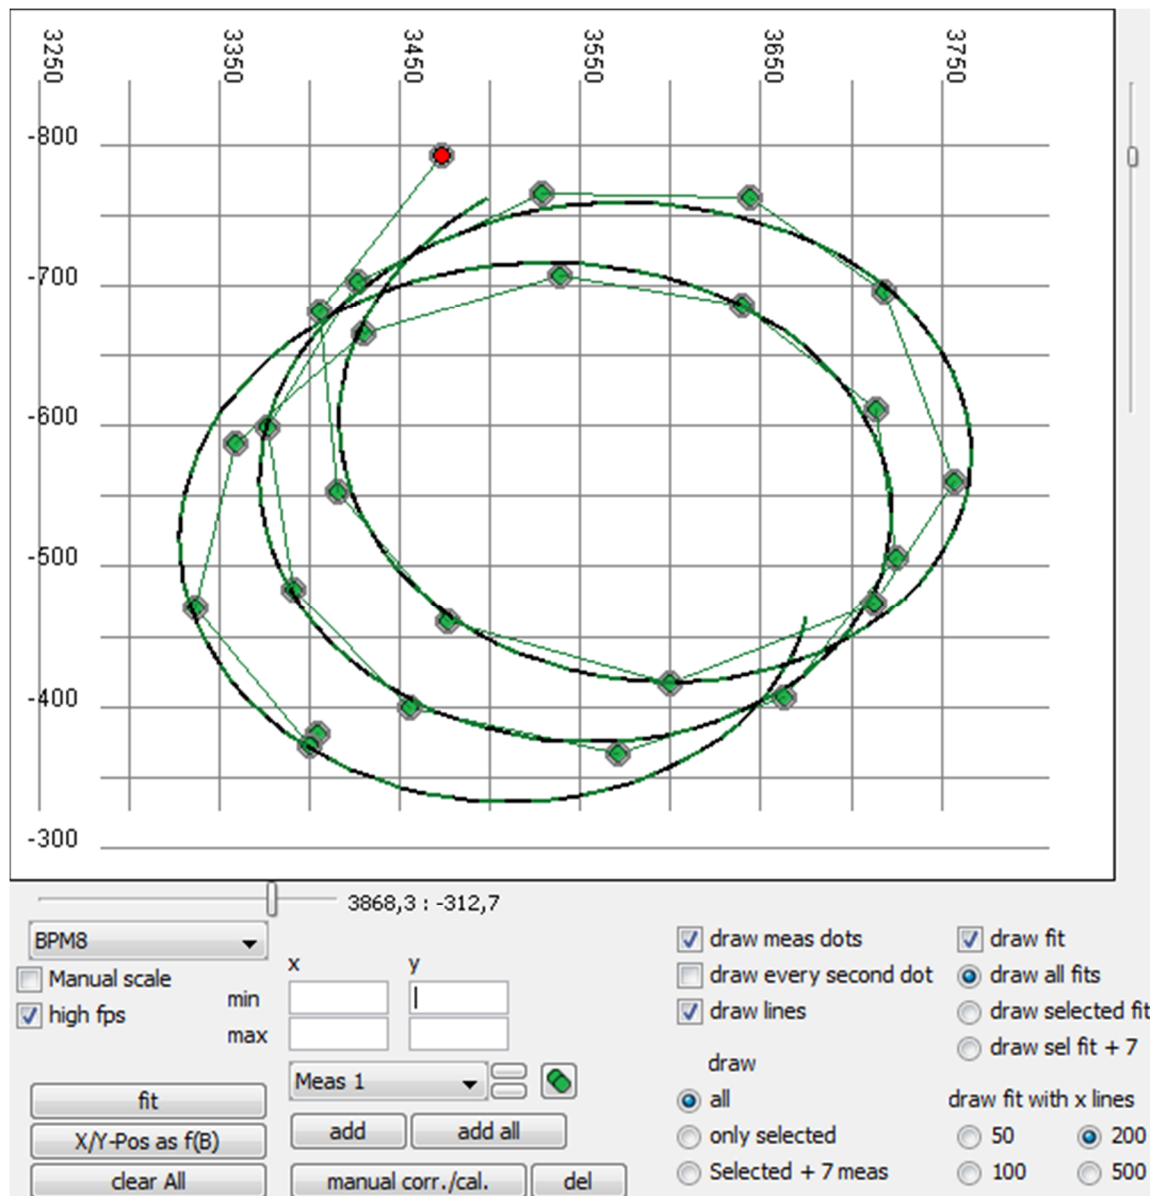 3250 3350 3450 3550 3650 3750
-800
-700
-600
-500
-400
-300
3868,3 : -312,7
BPM8
Manual scale
high fps
x y
min
max
Meas 1
fit
add add all
X/Y-Pos as f(B)
clear All
manual corr./cal. del
draw meas dots
draw every second dot
draw lines
draw
all
only selected
Selected + 7 meas
draw fit
draw all fits
draw selected fit
draw sel fit + 7
draw fit with x lines
50 200
100 500